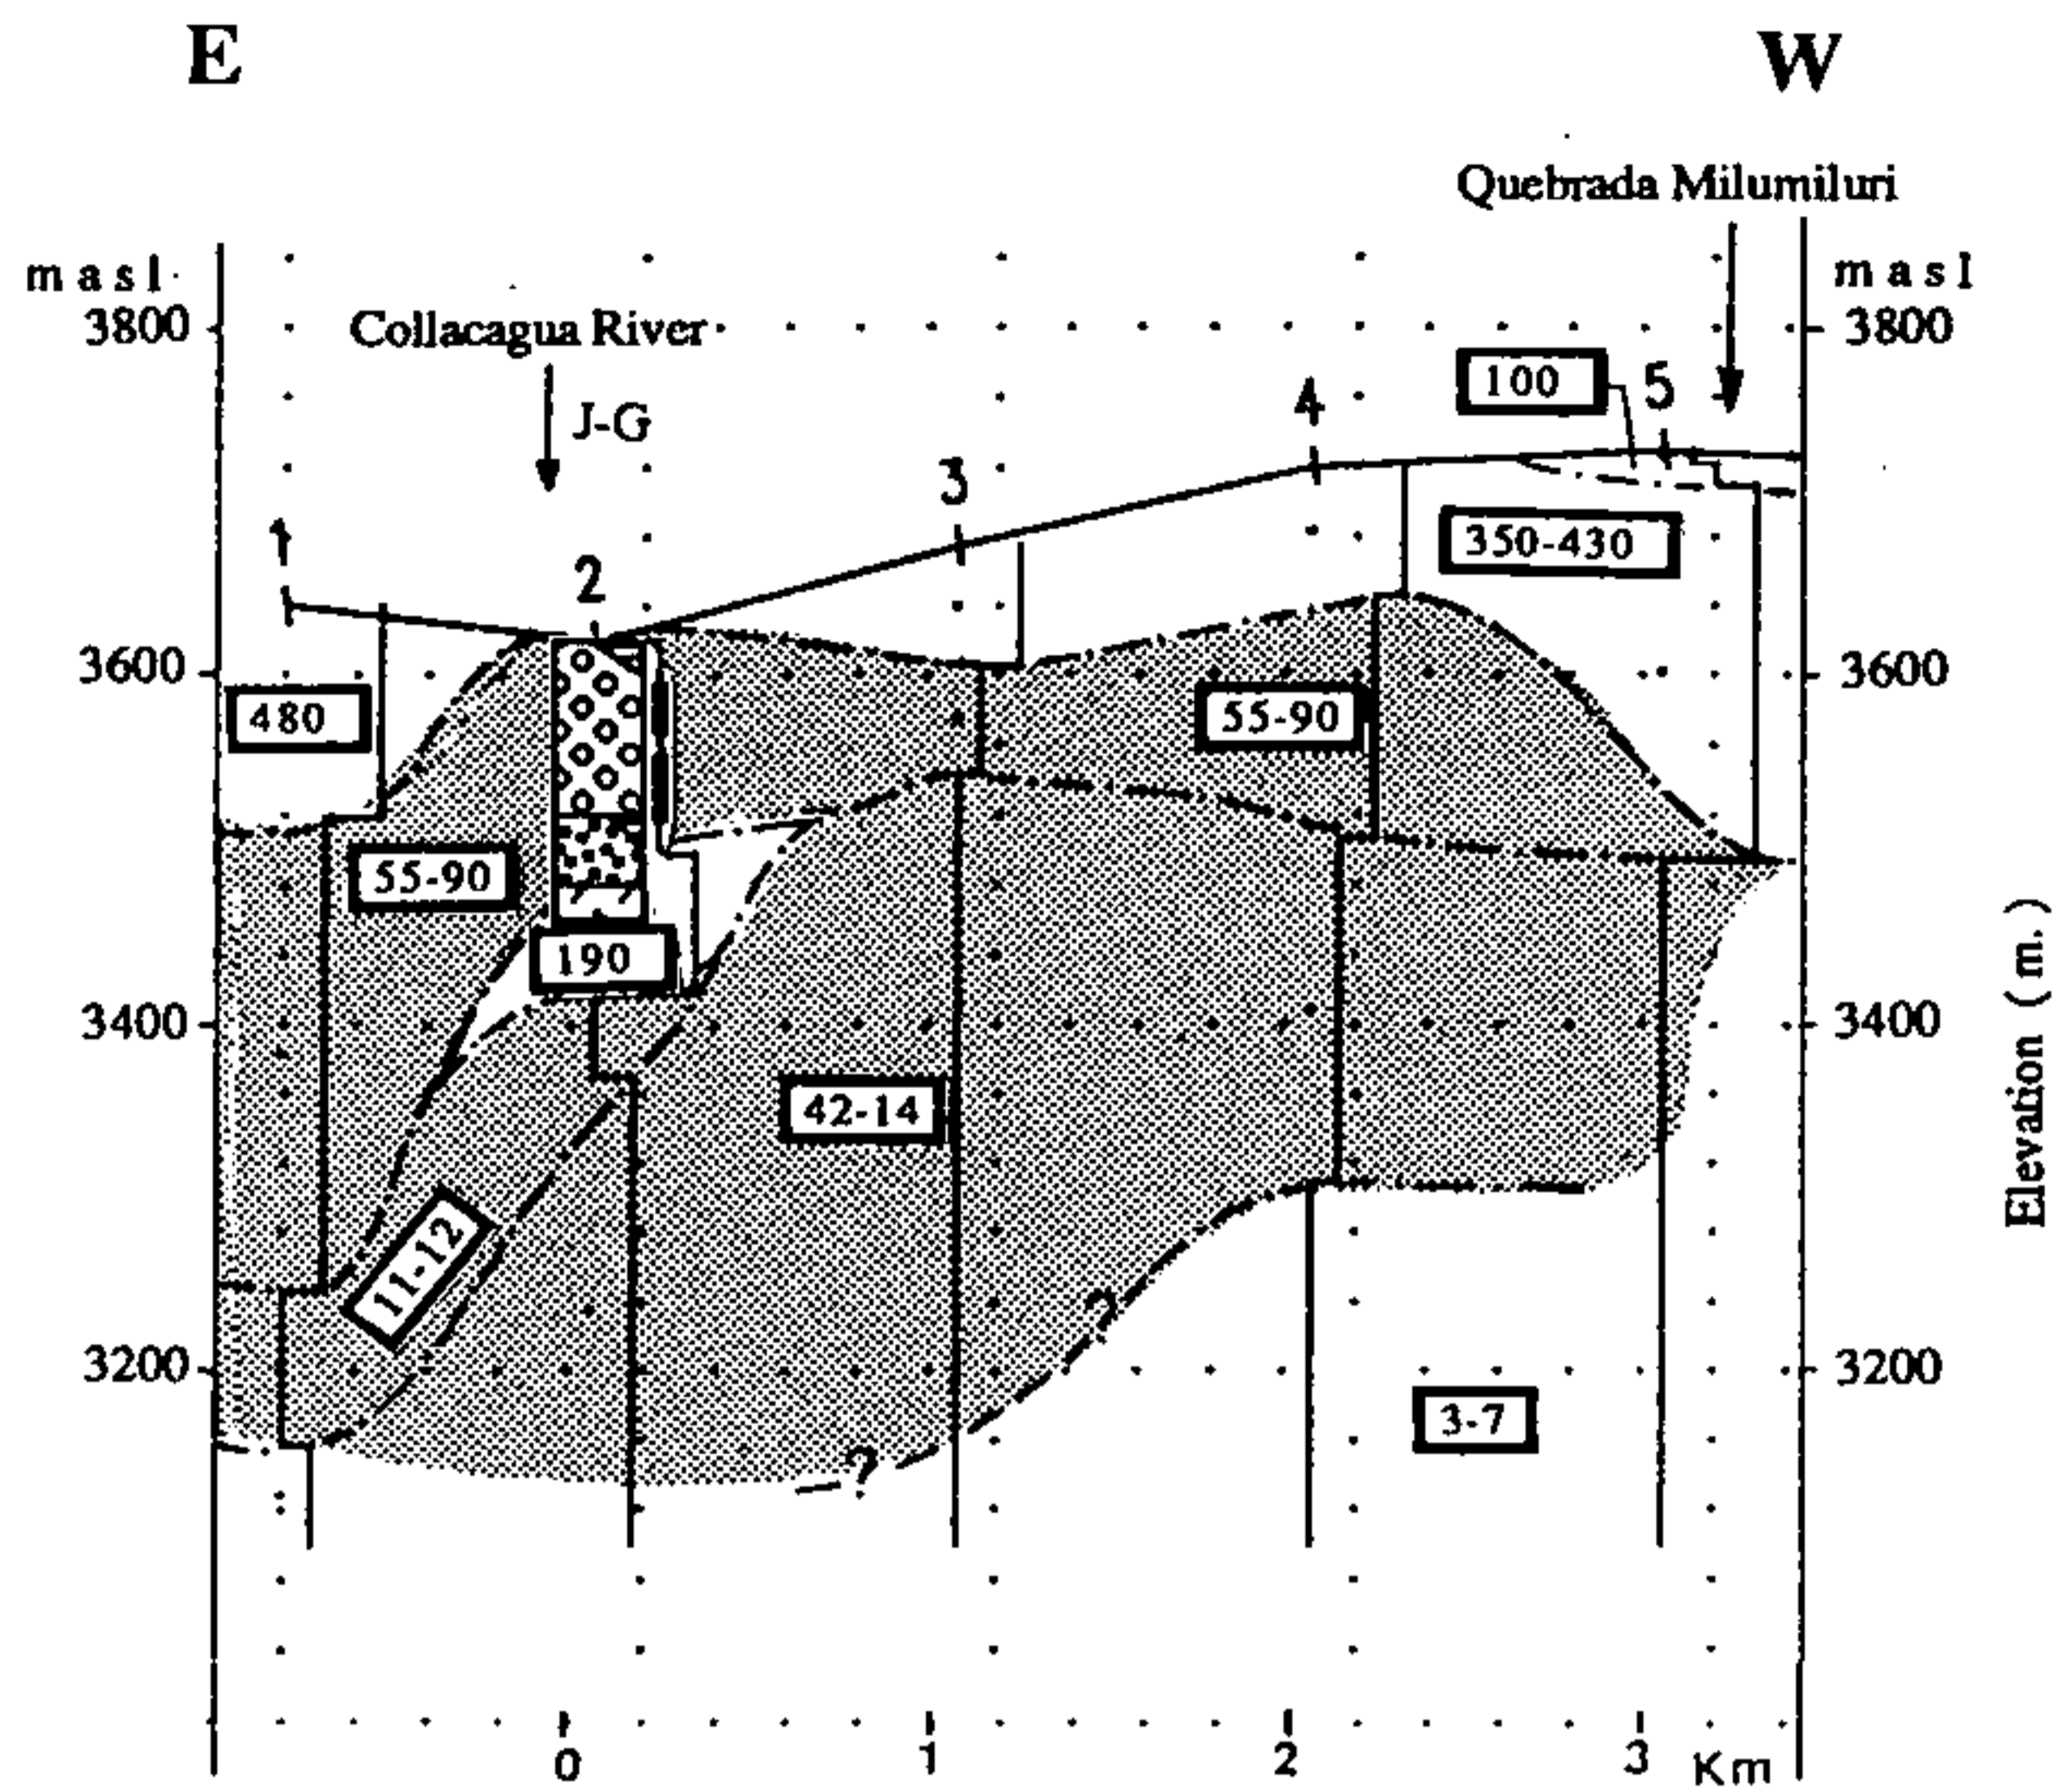 E W
Quebrada Milumiluri
masl masl
3800 Collacagua River 3800
100 5
J-G 4
3
1 350-430
2
3600 3600
480 55-90
55-90
190
3400 3400
42-14
Elevation (m.)
11-12
?
3200 3200
3-7
?
0 1 2 3 Km